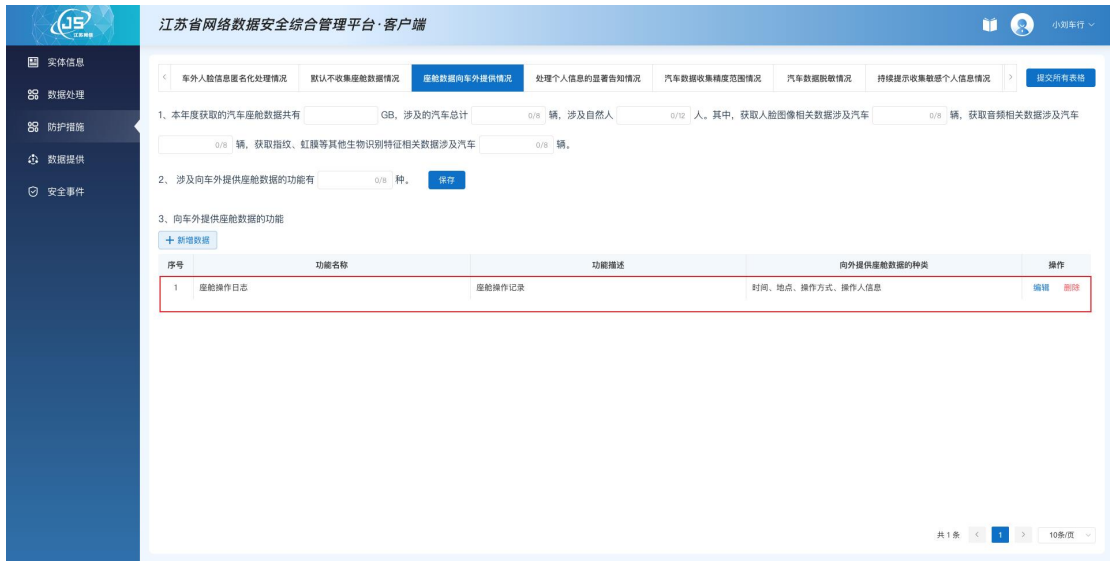 JS
江苏网信
江苏省网络数据安全综合管理平台·客户端
小刘车行
实体信息
数据处理
防护措施
数据提供
安全事件
车外人脸信息匿名化处理情况 默认不收集座舱数据情况 座舱数据向车外提供情况 处理个人信息的显著告知情况 汽车数据收集精度范围情况 汽车数据脱敏情况 持续提示收集敏感个人信息情况 提交所有表格
1、本年度获取的汽车座舱数据共有 GB，涉及的汽车总计 0/8 辆，涉及自然人 0/12 人。其中，获取人脸图像相关数据涉及汽车 0/8 辆，获取音频相关数据涉及汽车
0/8 辆，获取指纹、虹膜等其他生物识别特征相关数据涉及汽车 0/8 辆。
2、 涉及向车外提供座舱数据的功能有 0/8 种。 保存
3、向车外提供座舱数据的功能
+ 新增数据
序号 功能名称 功能描述 向外提供座舱数据的种类 操作
1 座舱操作日志 座舱操作记录 时间、地点、操作方式、操作人信息 编辑 删除
共 1 条 < 1 > 10条/页